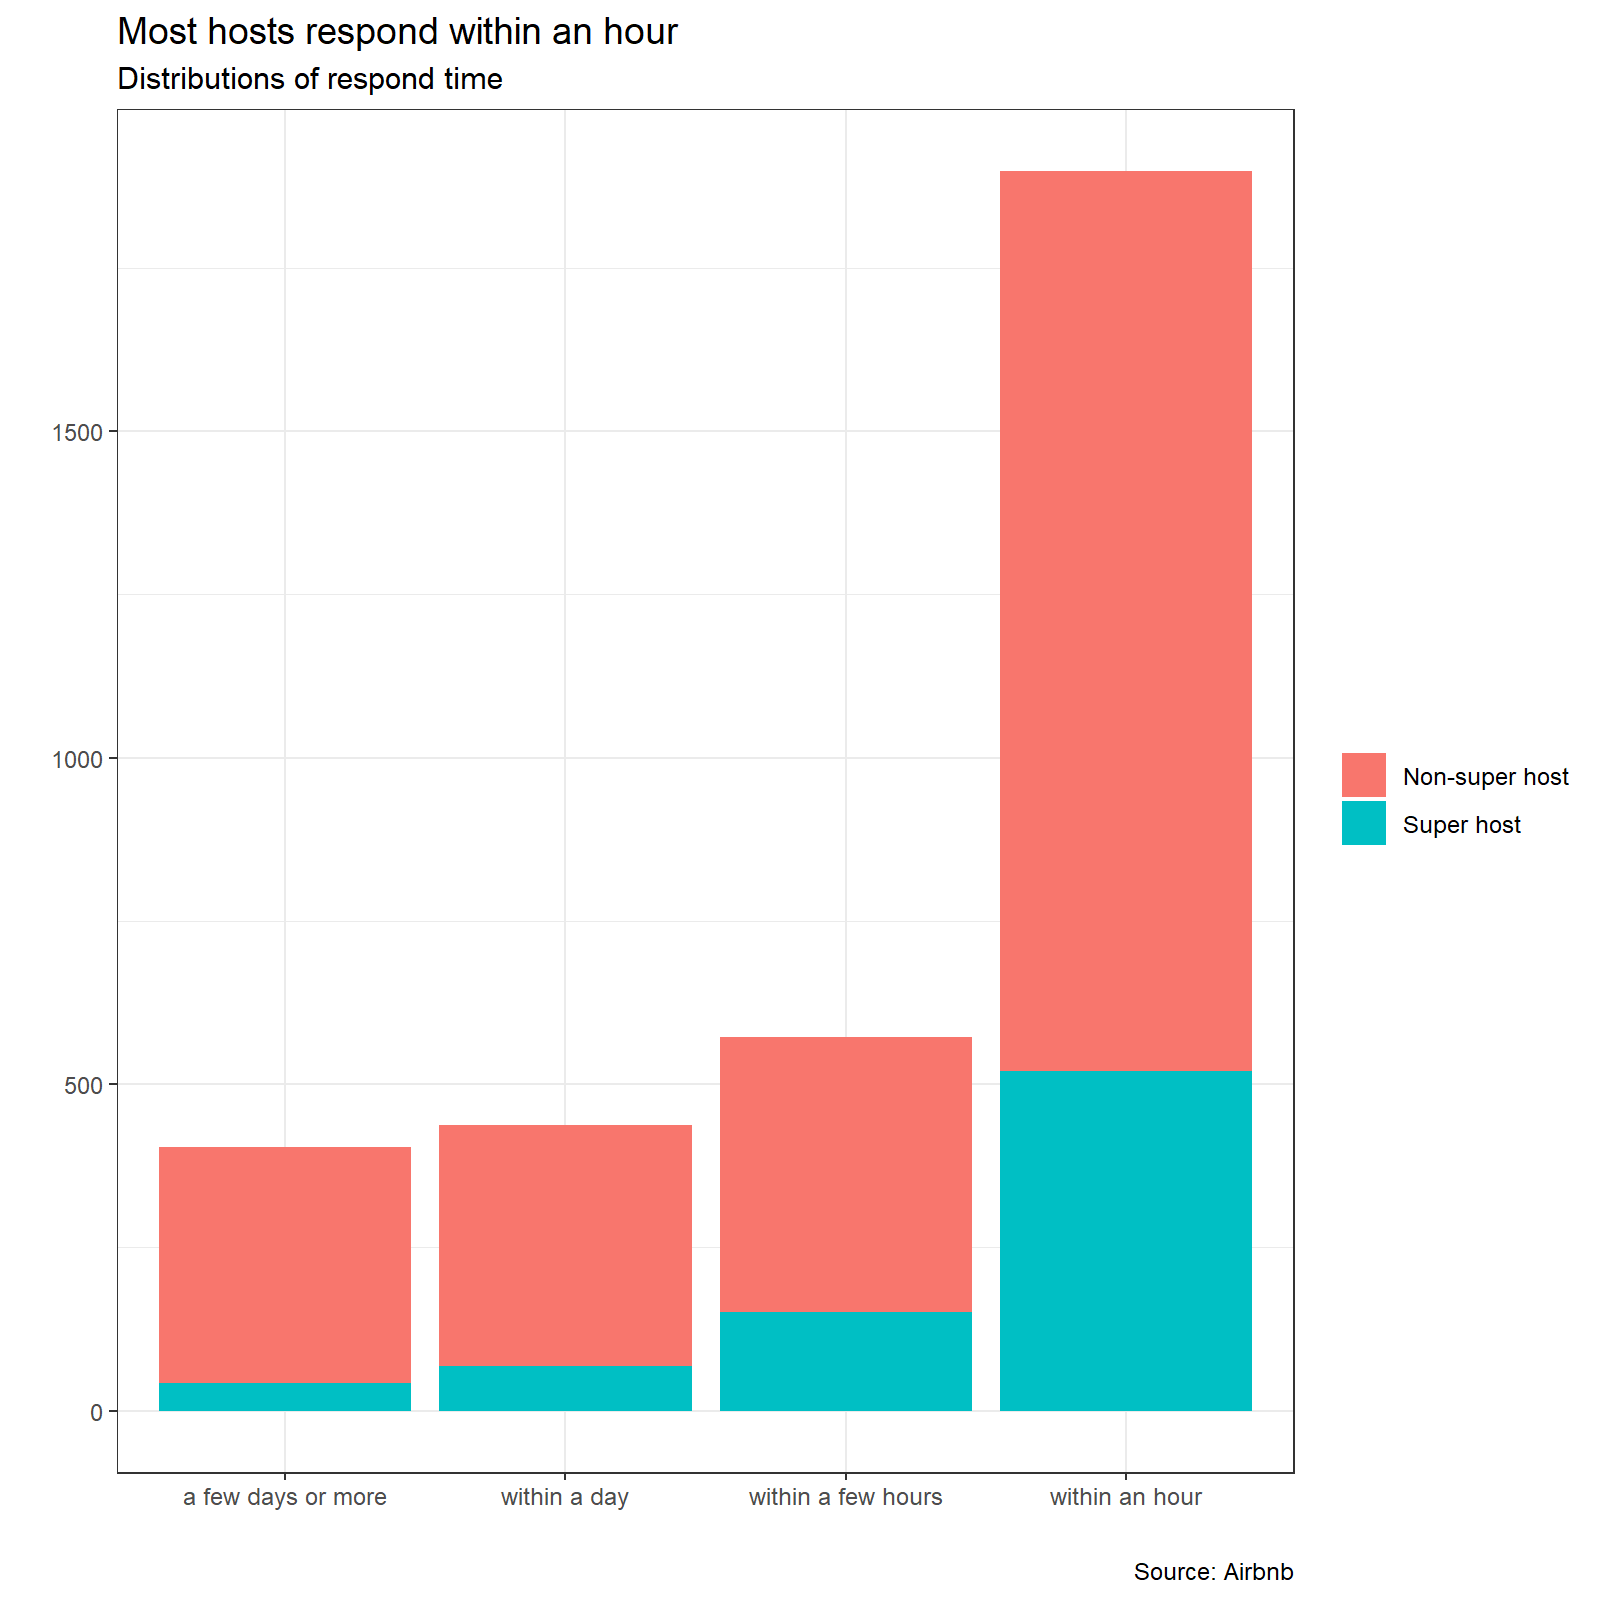 Most hosts respond within an hour
Distributions of respond time
1500
1000
500
0
Non-super host
Super host
a few days or more
within a day
within a few hours
within an hour
Source: Airbnb